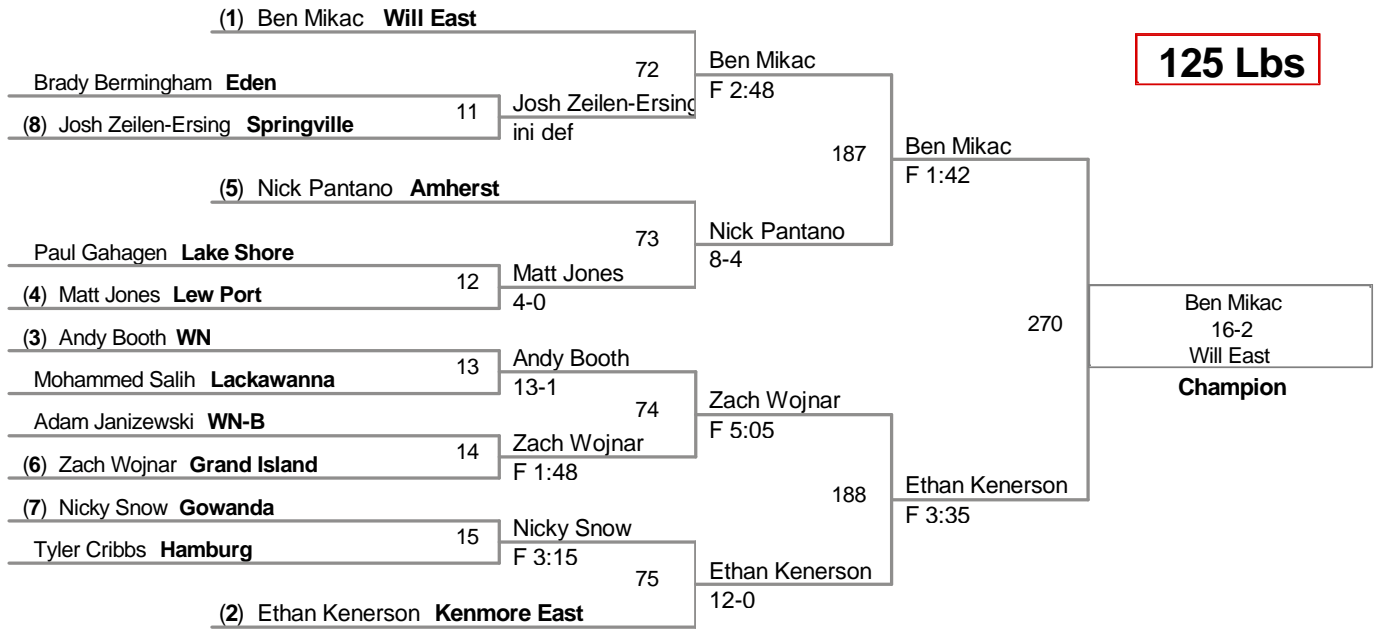 (1) Ben Mikac Will East
125 Lbs
72
Ben Mikac
F 2:48
Brady Bermingham Eden
11
Josh Zeilen-Ersing
ini def
(8) Josh Zeilen-Ersing Springville
187
Ben Mikac
F 1:42
(5) Nick Pantano Amherst
73
Nick Pantano
8-4
Paul Gahagen Lake Shore
12
Matt Jones
4-0
(4) Matt Jones Lew Port
270
Ben Mikac
16-2
Will East
Champion
(3) Andy Booth WN
13
Andy Booth
13-1
Mohammed Salih Lackawanna
74
Zach Wojnar
F 5:05
Adam Janizewski WN-B
14
Zach Wojnar
F 1:48
(6) Zach Wojnar Grand Island
188
Ethan Kenerson
F 3:35
(7) Nicky Snow Gowanda
15
Nicky Snow
F 3:15
Tyler Cribbs Hamburg
75
Ethan Kenerson
12-0
(2) Ethan Kenerson Kenmore East